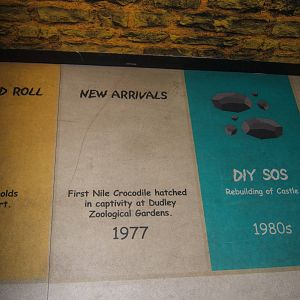 D ROLL
olds
rt.
NEW ARRIVALS
First Nile Crocodile hatched
in captivity at Dudley
Zoological Gardens.
1977
DIY SOS
Rebuilding of Castle
1980s